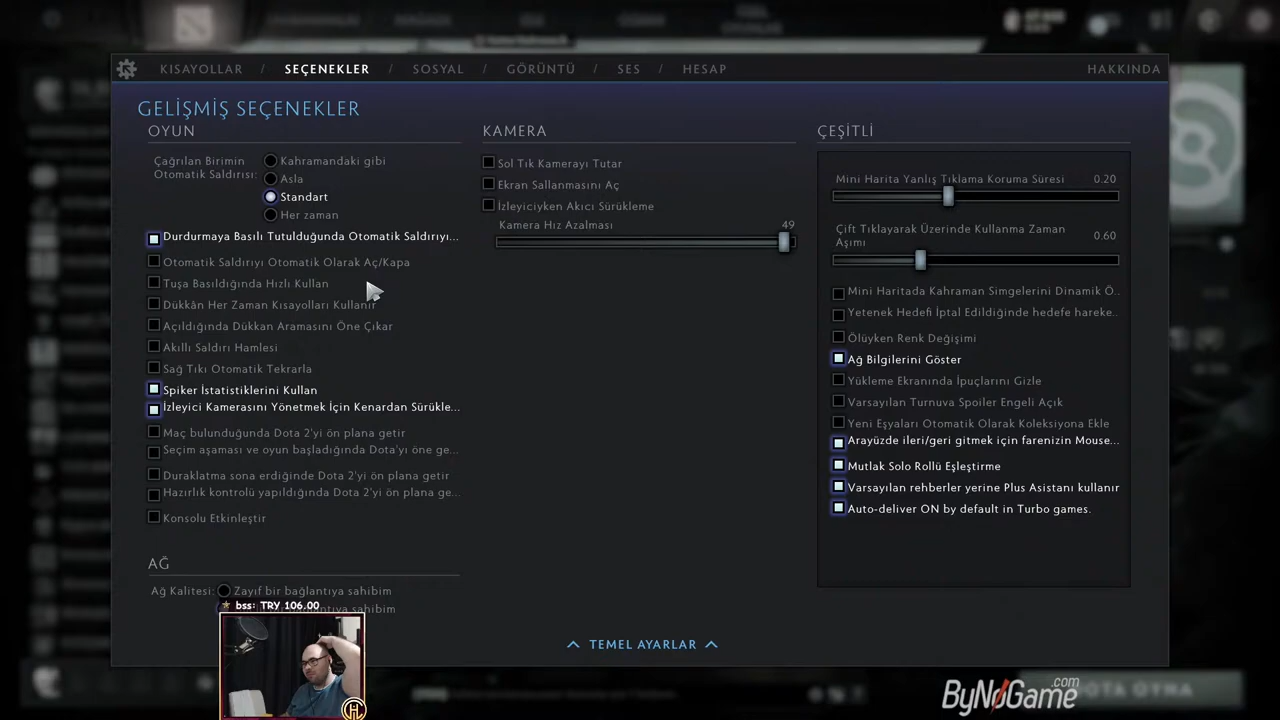 KISAYOLLAR / SEÇENEKLER / SOSYAL / GÖRÜNTÜ / SES / HESAP
HAKKINDA
GELİŞMİŞ SEÇENEKLER
OYUN
Çağrılan Birimin
Otomatik Saldırısı:
Kahramandaki gibi
Asla
Standart
Her zaman
Durdurmaya Basılı Tutulduğunda Otomatik Saldırıyı...
Otomatik Saldırıyı Otomatik Olarak Aç/Kapa
Tuşa Basıldığında Hızlı Kullan
Dükkân Her Zaman Kısayolları Kullanır
Açıldığında Dükkan Aramasını Öne Çıkar
Akıllı Saldırı Hamlesi
Sağ Tıkı Otomatik Tekrarla
Spiker İstatistiklerini Kullan
İzleyici Kamerasını Yönetmek İçin Kenardan Sürükle...
Maç bulunduğunda Dota 2'yi ön plana getir
Seçim aşaması ve oyun başladığında Dota'yı öne ge...
Duraklatma sona erdiğinde Dota 2'yi ön plana getir
Hazırlık kontrolü yapıldığında Dota 2'yi ön plana ge...
Konsolu Etkinleştir
AĞ
Ağ Kalitesi:
Zayıf bir bağlantıya sahibim
bağlantıya sahibim
bss: TRY 106.00
KAMERA
Sol Tık Kamerayı Tutar
Ekran Sallanmasını Aç
İzleyiciyken Akıcı Sürükleme
Kamera Hız Azalması 49
ÇEŞİTLİ
Mini Harita Yanlış Tıklama Koruma Süresi 0.20
Çift Tıklayarak Üzerinde Kullanma Zaman
Aşımı 0.60
Mini Haritada Kahraman Simgelerini Dinamik Ö..
Yetenek Hedefi İptal Edildiğinde hedefe hareke..
Ölüyken Renk Değişimi
Ağ Bilgilerini Göster
Yükleme Ekranında İpuçlarını Gizle
Varsayılan Turnuva Spoiler Engeli Açık
Yeni Eşyaları Otomatik Olarak Koleksiyona Ekle
Arayüzde ileri/geri gitmek için farenizin Mouse...
Mutlak Solo Rollü Eşleştirme
Varsayılan rehberler yerine Plus Asistanı kullanır
Auto-deliver ON by default in Turbo games.
TEMEL AYARLAR
ByNoGame.com
DOTA OYNA